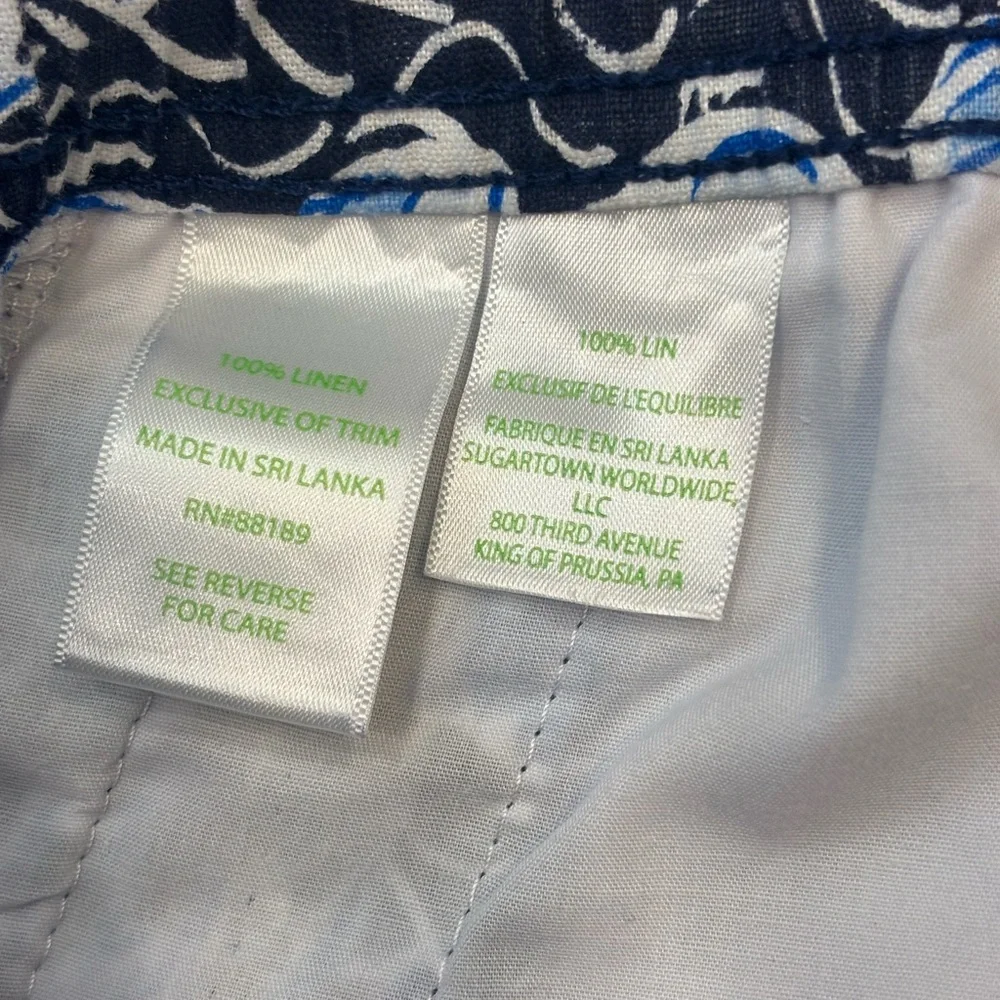 100% LINEN
EXCLUSIVE OF TRIM
MADE IN SRI LANKA
RN#88189
SEE REVERSE
FOR CARE
100% LIN
EXCLUSIF DE L'EQUILIBRE
FABRIQUE EN SRI LANKA
SUGARTOWN WORLDWIDE,
LLC
800 THIRD AVENUE
KING OF PRUSSIA, PA